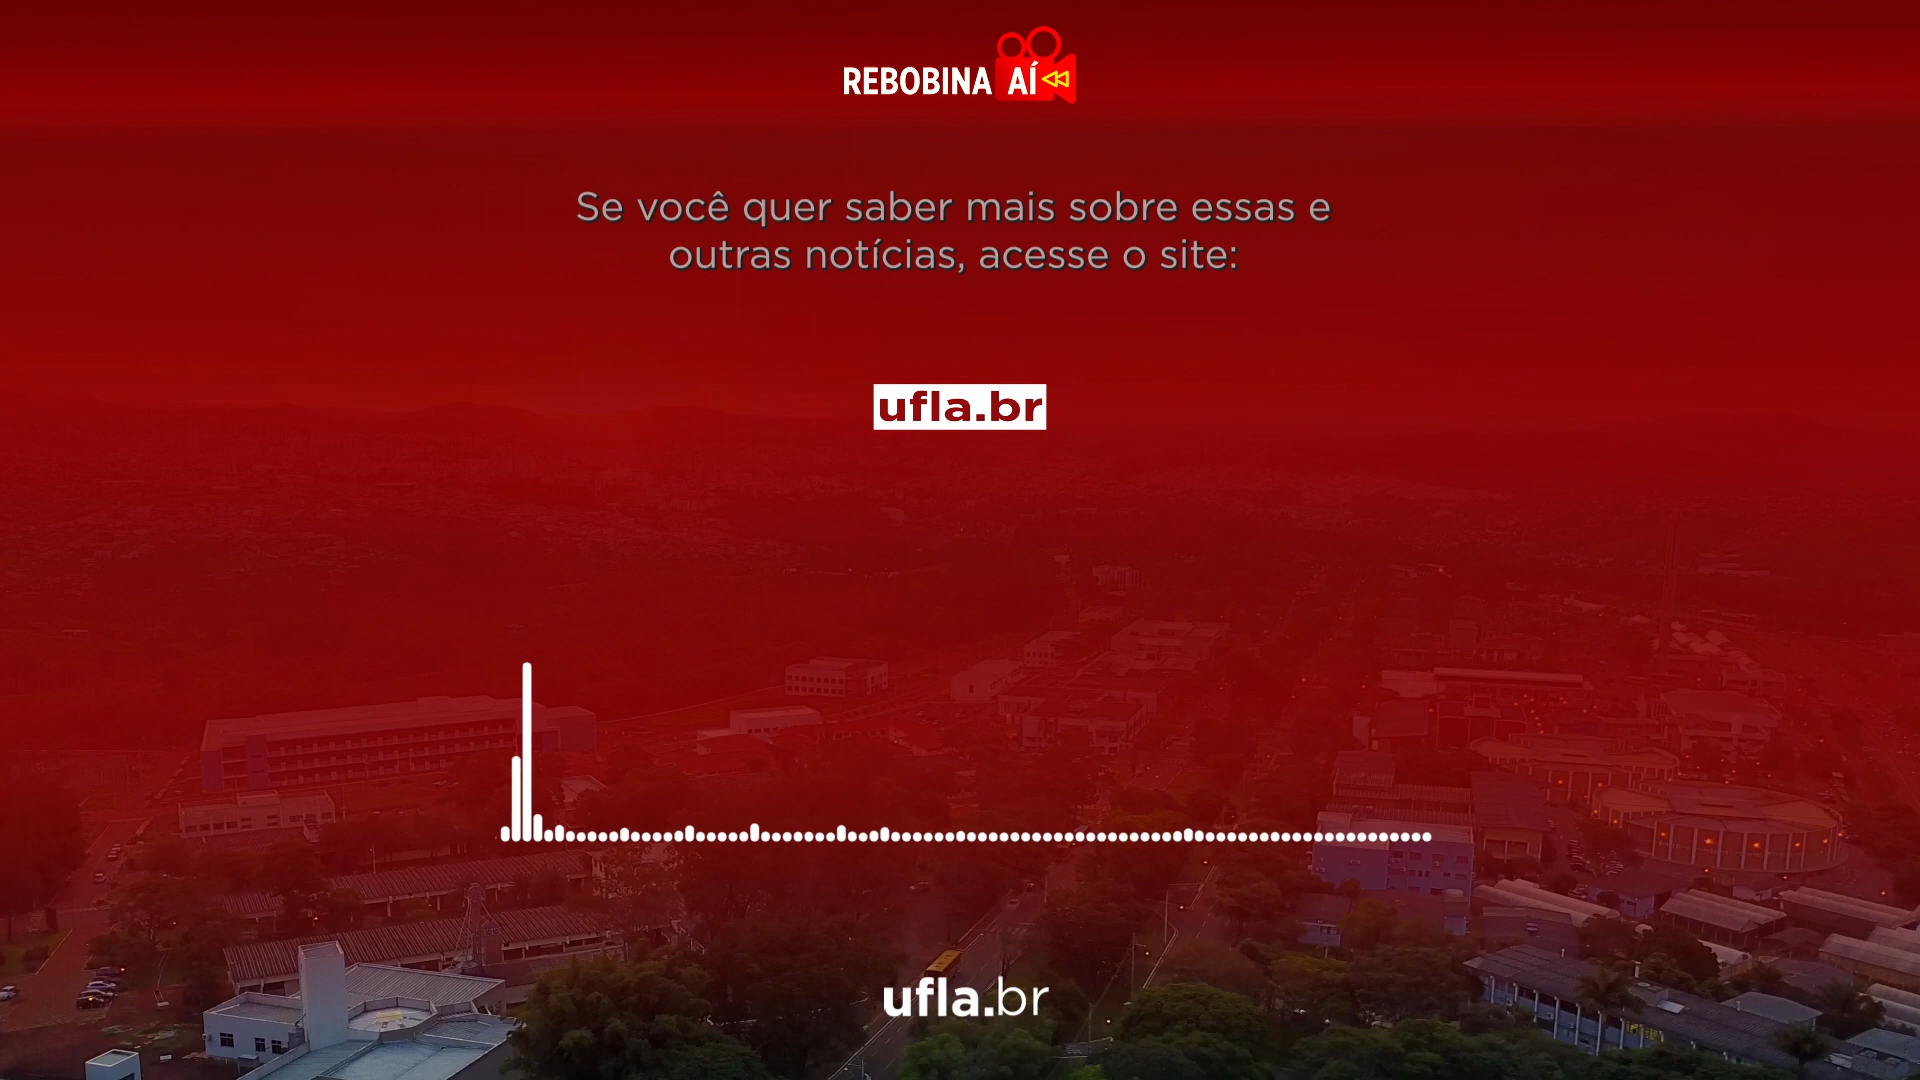 REBOBINA AÍ
Se você quer saber mais sobre essas e
outras notícias, acesse o site:
ufla.br
ufla.br